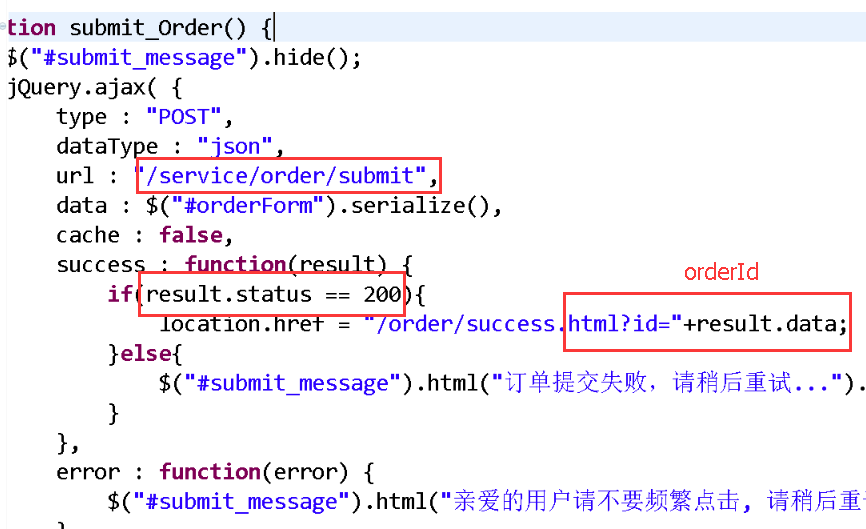 tion submit_Order() {
$("#submit_message").hide();
jQuery.ajax( {
type : "POST",
dataType : "json",
url : "/service/order/submit",
data : $("#orderForm").serialize(),
cache : false,
success : function(result) {
orderId
if(result.status == 200){
location.href = "/order/success.html?id="+result.data;
}else{
$("#submit_message").html("订单提交失败，请稍后重试...").
}
},
error : function(error) {
$("#submit_message").html("亲爱的用户请不要频繁点击, 请稍后重